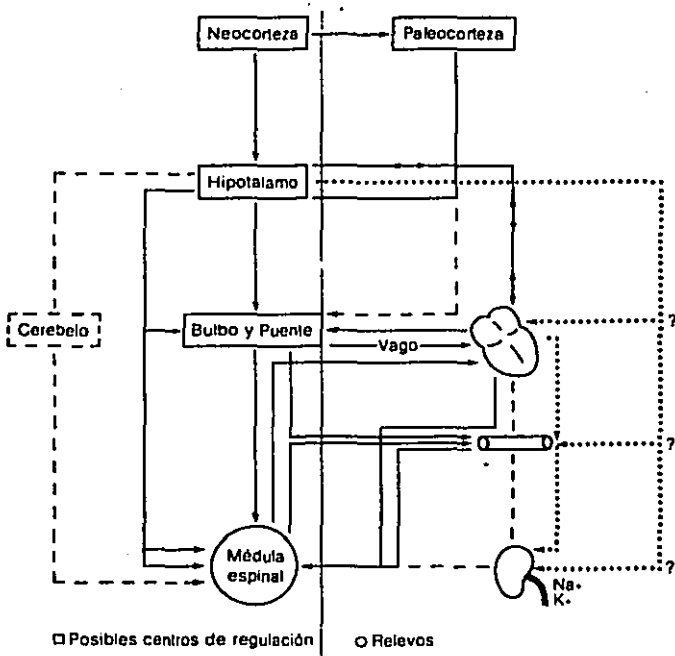 Neocorteza
Paleocorteza
Hipotalamo
Cerebelo
Bulbo y Puente
Vago
?
?
Médula
espinal
?
Na+
K+
Posibles centros de regulación
Relevos